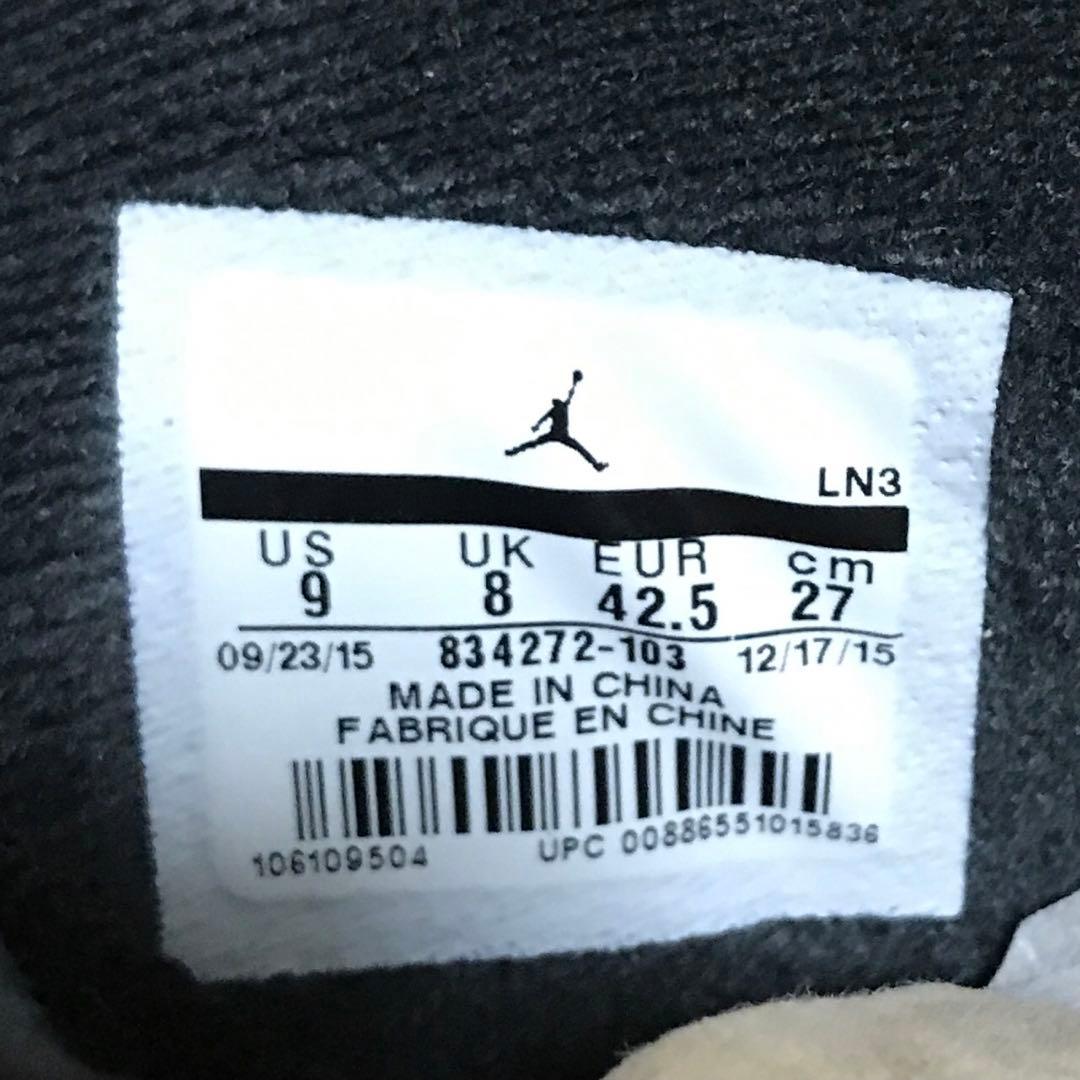 LN3
US UK EUR cm
9 8 42.5 27
09/23/15 834272-103 12/17/15
MADE IN CHINA
FABRIQUE EN CHINE
106109504 UPC 00886551015836